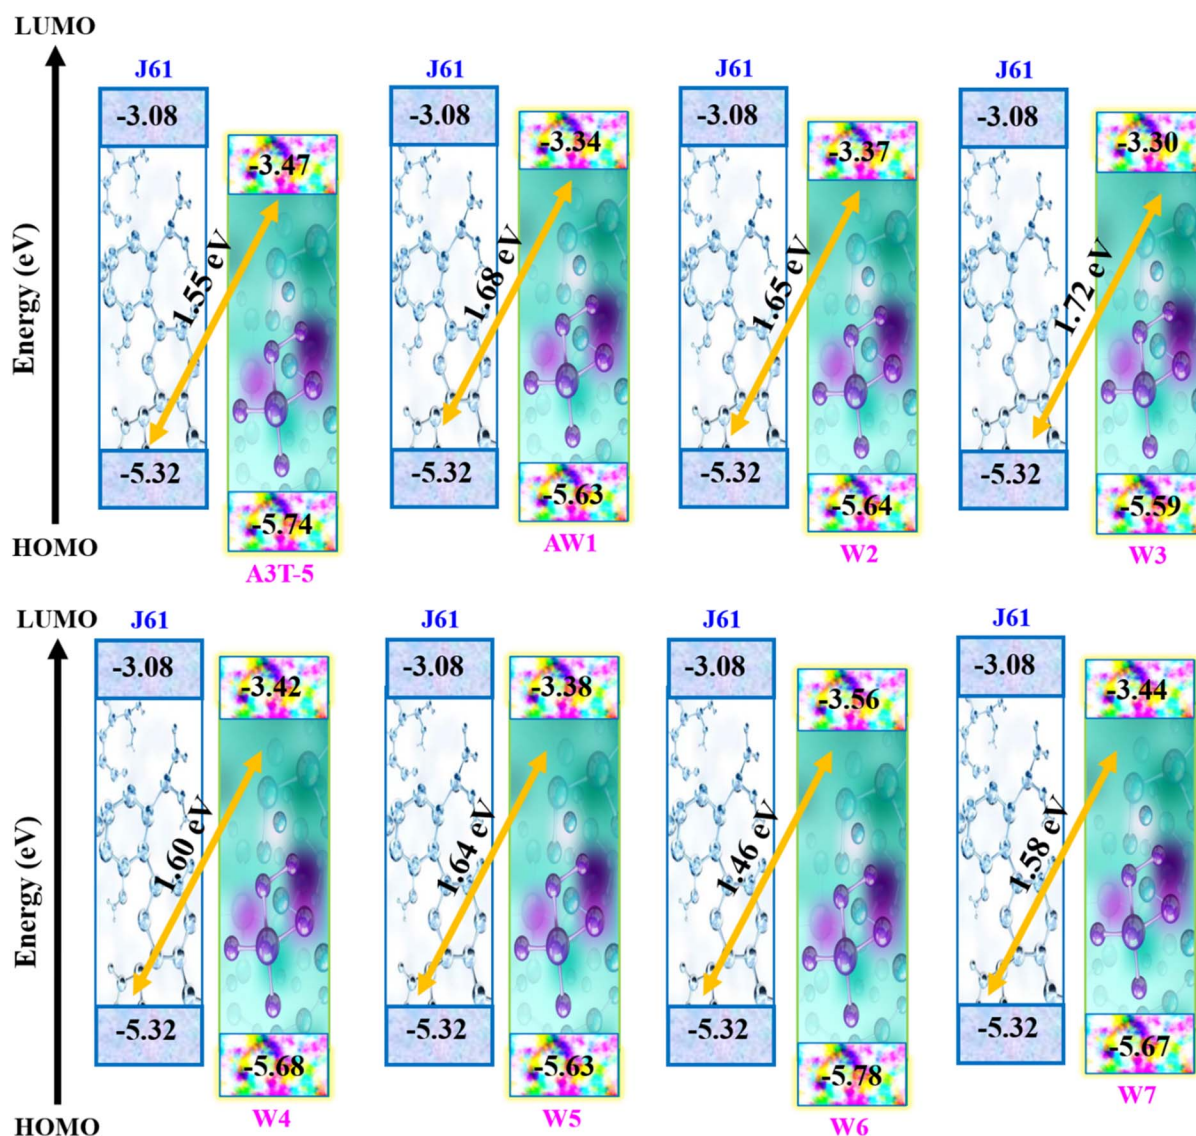 LUMO
J61
J61
J61
J61
-3.08
-3.08
-3.08
-3.08
-3.47
-3.34
-3.37
-3.30
Energy (eV)
1.55 eV
1.68 eV
1.65 eV
1.72 eV
-5.32
-5.32
-5.32
-5.32
-5.74
-5.63
-5.64
-5.59
HOMO
A3T-5
AW1
W2
W3
LUMO
J61
J61
J61
J61
-3.08
-3.08
-3.08
-3.08
-3.42
-3.38
-3.56
-3.44
Energy (eV)
1.60 eV
1.64 eV
1.46 eV
1.58 eV
-5.32
-5.32
-5.32
-5.32
-5.68
-5.63
-5.78
-5.67
HOMO
W4
W5
W6
W7